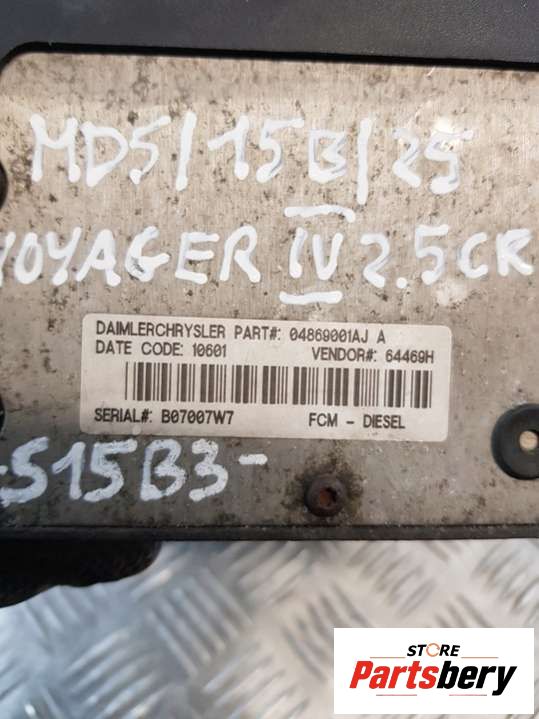 MD5/15B/25
VOYAGER IV 2.5CR
DAIMLERCHRYSLER PART#: 04869001AJ A
DATE CODE: 10601 VENDOR#: 64469H
SERIAL#: B07007W7 FCM - DIESEL
S15B3-
STORE
Partsbery